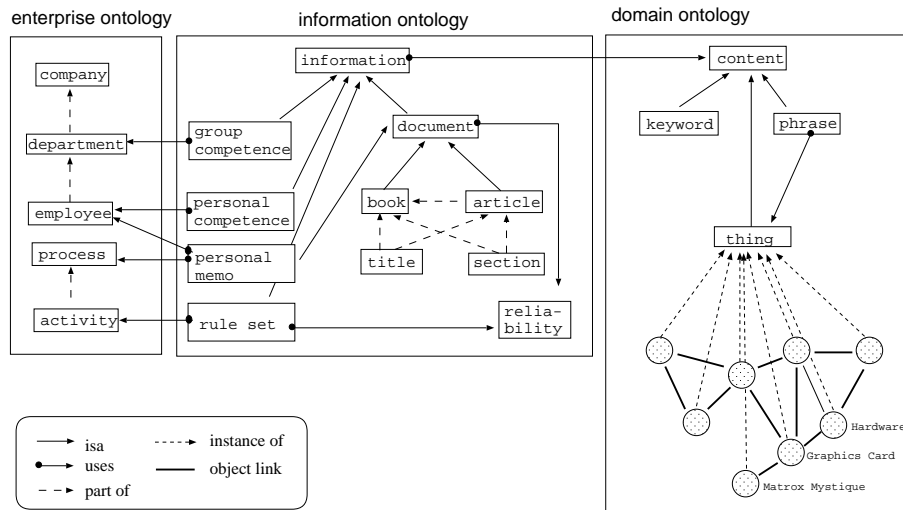 enterprise ontology
information ontology
domain ontology
company
department
employee
process
activity
information
group
competence
personal
competence
personal
memo
rule set
document
book
article
title
section
relia-
bility
content
keyword
phrase
thing
Hardware
Graphics Card
Matrox Mystique
isa
uses
part of
instance of
object link